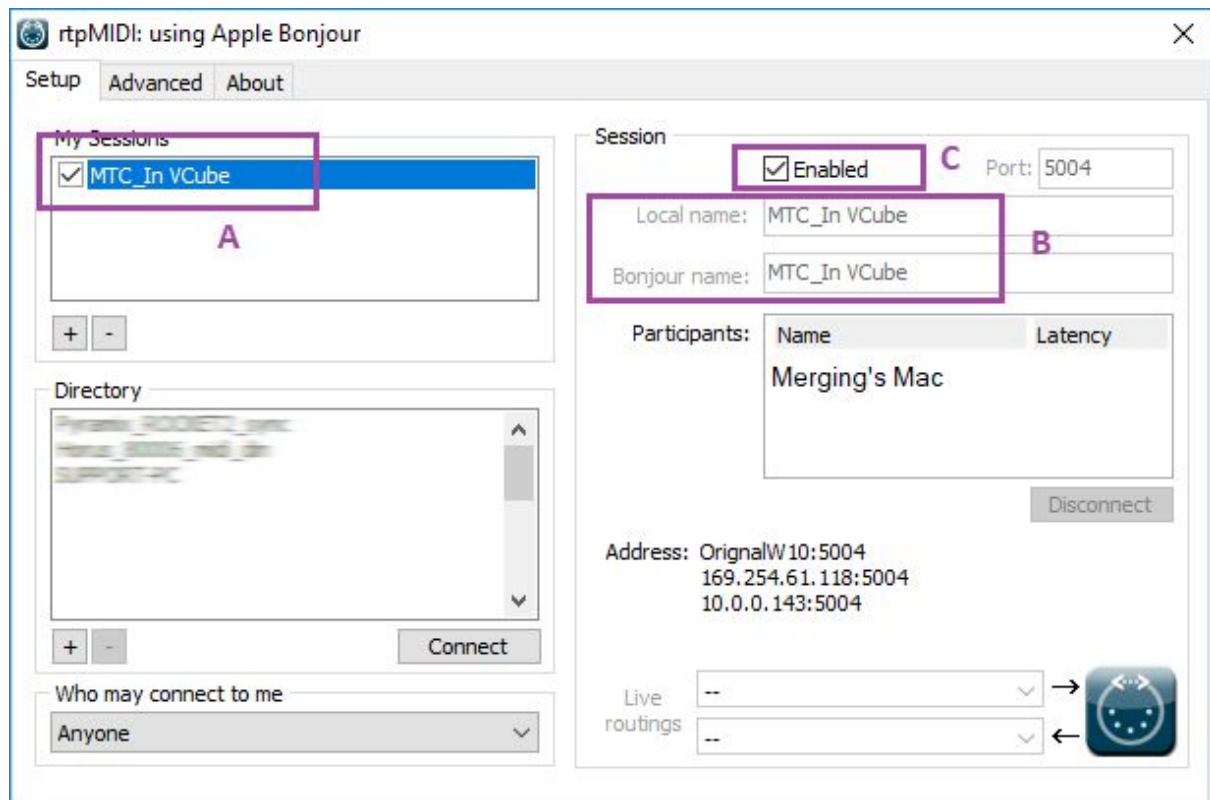 rtpMIDI: using Apple Bonjour
Setup Advanced About
My Sessions
MTC_In VCube
A
+ -
Directory
+ - Connect
Who may connect to me
Anyone
Session
Enabled C Port: 5004
Local name: MTC_In VCube
B
Bonjour name: MTC_In VCube
Participants: Name Latency
Merging's Mac
Disconnect
Address: OrignalW10:5004
169.254.61.118:5004
10.0.0.143:5004
Live routings
--
--